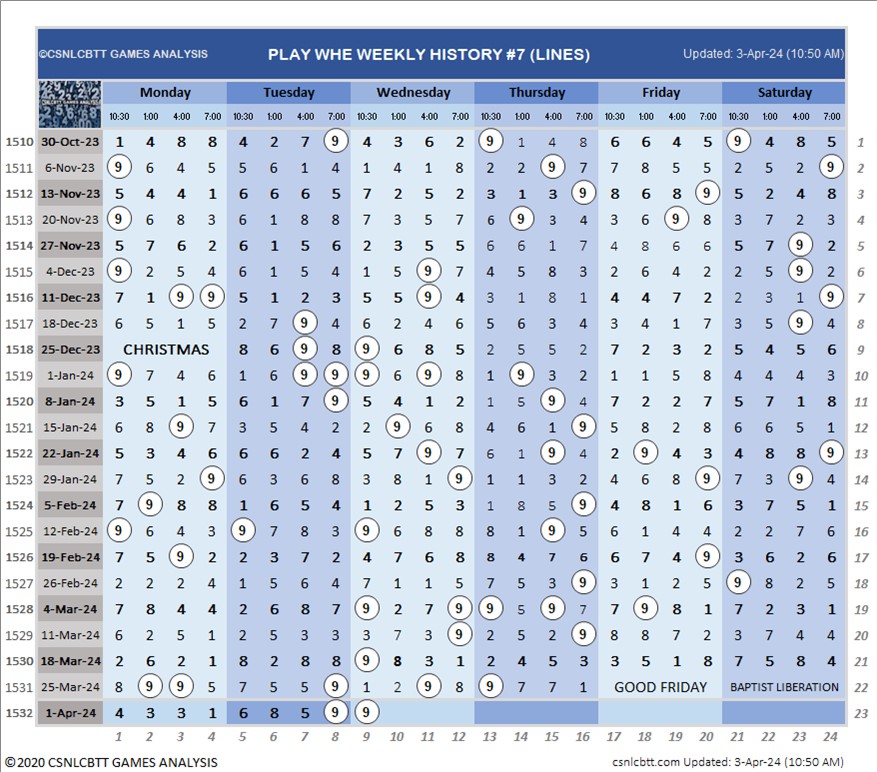 ©CSNLCBTT GAMES ANALYSIS PLAY WHE WEEKLY HISTORY #7 (LINES) Updated: 3-Apr-24 (10:50 AM)
CSNLCBTT GAMES ANALYSIS Monday Tuesday Wednesday Thursday Friday Saturday
10:30 1:00 4:00 7:00 10:30 1:00 4:00 7:00 10:30 1:00 4:00 7:00 10:30 1:00 4:00 7:00 10:30 1:00 4:00 7:00 10:30 1:00 4:00 7:00
1510 30-Oct-23 1 4 8 8 4 2 7 9 4 3 6 2 9 1 4 8 6 6 4 5 9 4 8 5 1
1511 6-Nov-23 9 6 4 5 5 6 1 4 1 4 1 8 2 2 9 4 7 8 5 5 2 5 2 9 2
1512 13-Nov-23 5 4 4 1 6 6 6 5 7 2 5 2 3 1 3 9 8 6 8 9 5 2 4 8 3
1513 20-Nov-23 9 6 8 3 6 1 8 8 7 3 5 7 6 9 3 4 3 4 9 8 3 7 2 3 4
1514 27-Nov-23 5 7 6 2 6 1 5 6 2 3 5 5 6 6 1 7 4 8 6 6 5 7 9 2 5
1515 4-Dec-23 9 2 5 4 6 1 5 4 1 5 9 7 4 5 8 3 2 6 4 2 2 5 9 2 6
1516 11-Dec-23 7 1 9 9 5 1 2 3 5 5 9 4 3 1 8 1 4 4 7 2 2 3 1 9 7
1517 18-Dec-23 6 5 1 5 2 7 9 4 6 2 4 6 5 6 3 4 3 4 1 7 5 3 9 4 8
1518 25-Dec-23 CHRISTMAS 8 6 9 8 9 6 8 5 2 5 5 2 7 2 3 2 5 4 5 6 9
1519 1-Jan-24 9 7 4 6 1 6 9 9 9 6 9 8 1 9 3 2 1 1 5 8 4 4 4 3 10
1520 8-Jan-24 3 5 1 5 6 1 7 9 5 4 1 2 1 5 9 4 7 2 2 7 5 7 1 8 11
1521 15-Jan-24 6 8 9 7 3 5 4 2 2 9 6 8 4 6 1 9 5 8 2 8 6 6 5 1 12
1522 22-Jan-24 5 3 4 6 6 6 2 4 5 7 9 6 6 1 9 4 2 9 4 3 4 8 8 9 13
1523 29-Jan-24 7 5 2 9 6 3 6 8 3 8 1 9 1 1 3 2 4 6 8 9 7 3 9 4 14
1524 5-Feb-24 7 9 8 8 1 6 5 4 1 2 5 3 1 8 5 9 4 8 1 6 3 7 5 1 15
1525 12-Feb-24 9 6 4 3 9 7 8 3 9 6 8 8 8 1 9 5 6 1 4 4 2 2 7 6 16
1526 19-Feb-24 7 5 9 2 2 3 7 2 4 7 6 8 8 4 7 6 6 7 4 9 3 6 2 6 17
1527 26-Feb-24 2 2 2 4 1 5 6 4 7 1 1 5 7 5 3 9 3 1 2 5 9 8 2 5 18
1528 4-Mar-24 7 8 4 4 2 6 8 7 9 2 7 9 9 5 9 7 7 9 8 1 7 2 3 1 19
1529 11-Mar-24 6 2 5 1 2 5 3 3 3 7 3 9 2 5 2 9 8 8 7 2 3 7 4 4 20
1530 18-Mar-24 2 6 2 1 8 2 8 8 9 8 3 1 2 4 5 3 3 5 1 8 7 5 8 4 21
1531 25-Mar-24 8 9 9 5 7 5 5 9 1 2 9 8 9 7 7 1 GOOD FRIDAY BAPTIST LIBERATION 22
1532 1-Apr-24 4 3 3 1 6 8 5 9 9 23
1 2 3 4 5 6 7 8 9 10 11 12 13 14 15 16 17 18 19 20 21 22 23 24
©2020 CSNLCBTT GAMES ANALYSIS csnlcbtt.com Updated: 3-Apr-24 (10:50 AM)